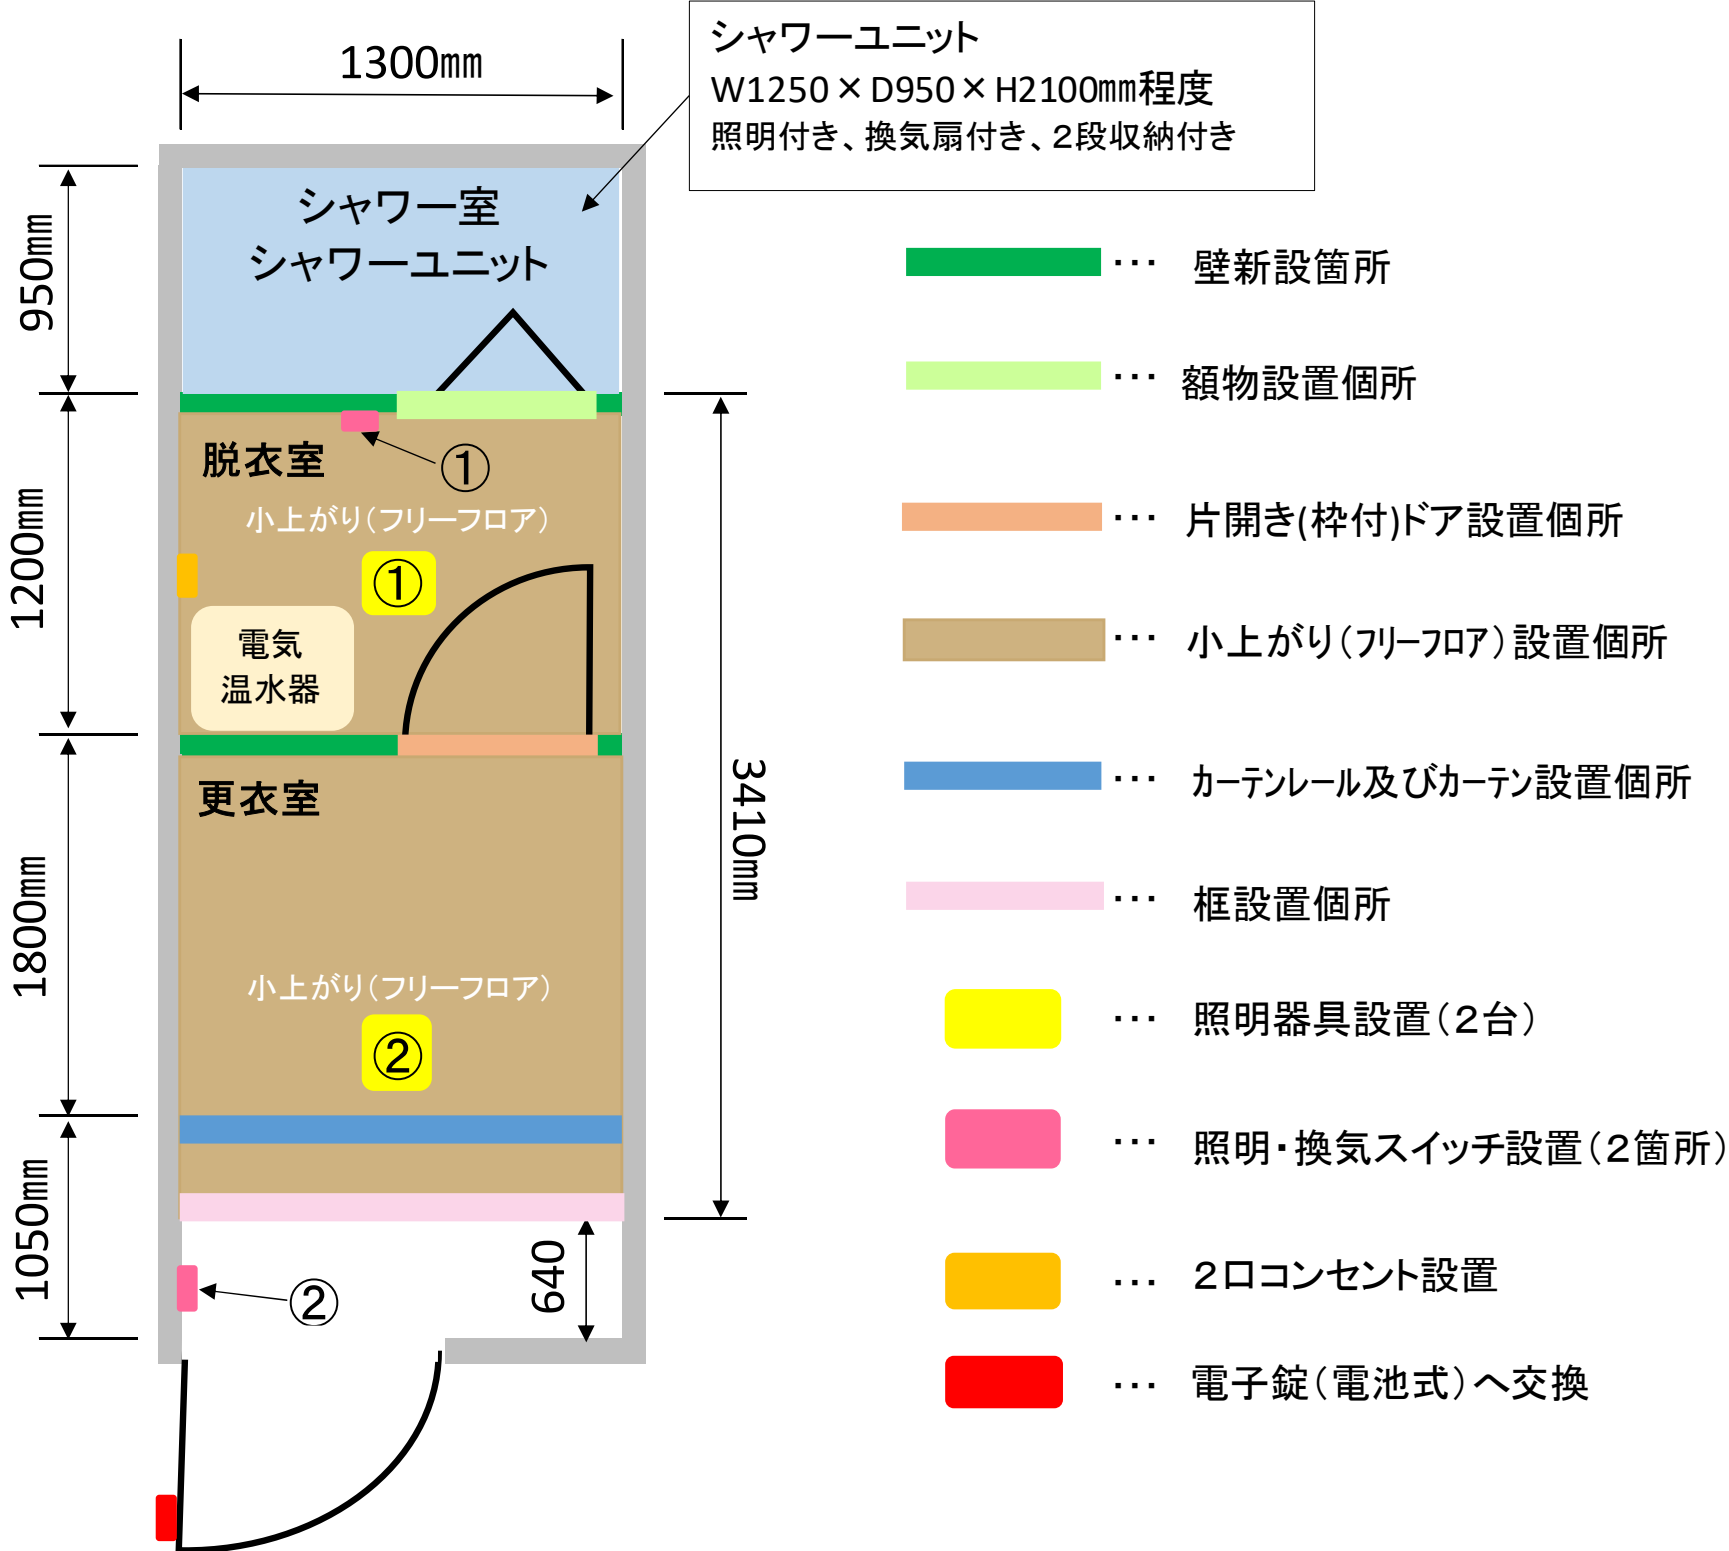 1300㎜
シャワーユニット
W1250×D950×H2100㎜程度
照明付き、換気扇付き、２段収納付き
シャワー室
シャワーユニット
950㎜
1200㎜
1800㎜
1050㎜
3410㎜
640
脱衣室
①
小上がり（フリーフロア）
①
電気
温水器
更衣室
小上がり（フリーフロア）
②
②
… 壁新設箇所
… 額物設置個所
… 片開き(枠付)ドア設置個所
… 小上がり（フリーフロア）設置個所
… カーテンレール及びカーテン設置個所
… 框設置個所
… 照明器具設置（２台）
… 照明・換気スイッチ設置（２箇所）
… ２口コンセント設置
… 電子錠（電池式）へ交換